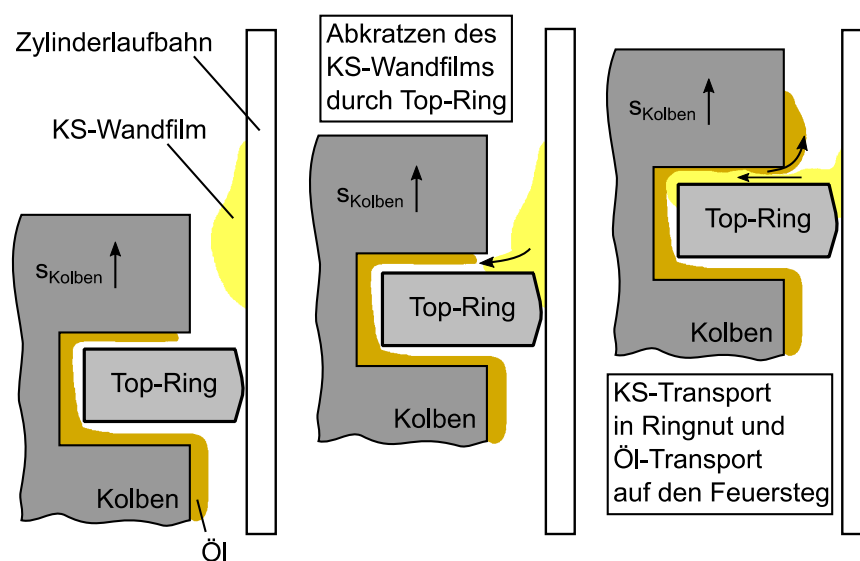 Zylinderlaufbahn
KS-Wandfilm
sKolben
Top-Ring
Kolben
Öl
Abkratzen des
KS-Wandfilms
durch Top-Ring
sKolben
Top-Ring
Kolben
sKolben
Top-Ring
Kolben
KS-Transport
in Ringnut und
Öl-Transport
auf den Feuersteg